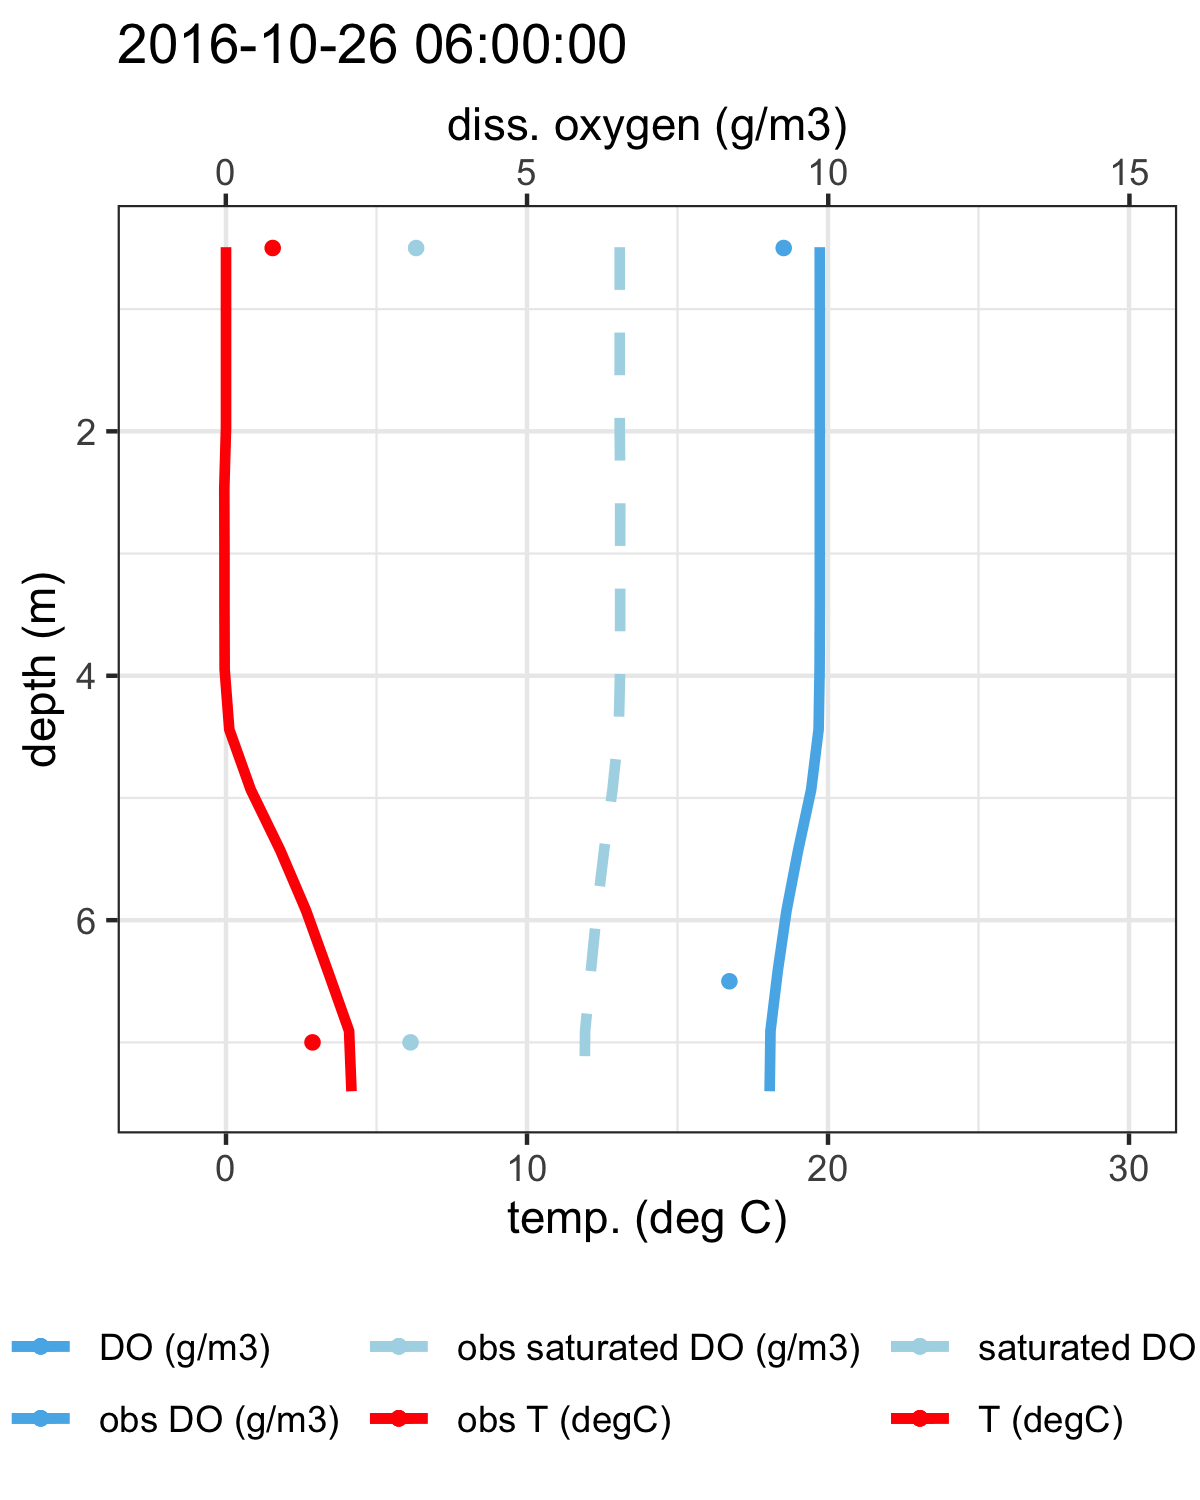 2016-10-26 06:00:00
diss. oxygen (g/m3)
0 5 10 15
2
4
6
depth (m)
0 10 20 30
temp. (deg C)
DO (g/m3) obs saturated DO (g/m3) saturated DO
obs DO (g/m3) obs T (degC) T (degC)